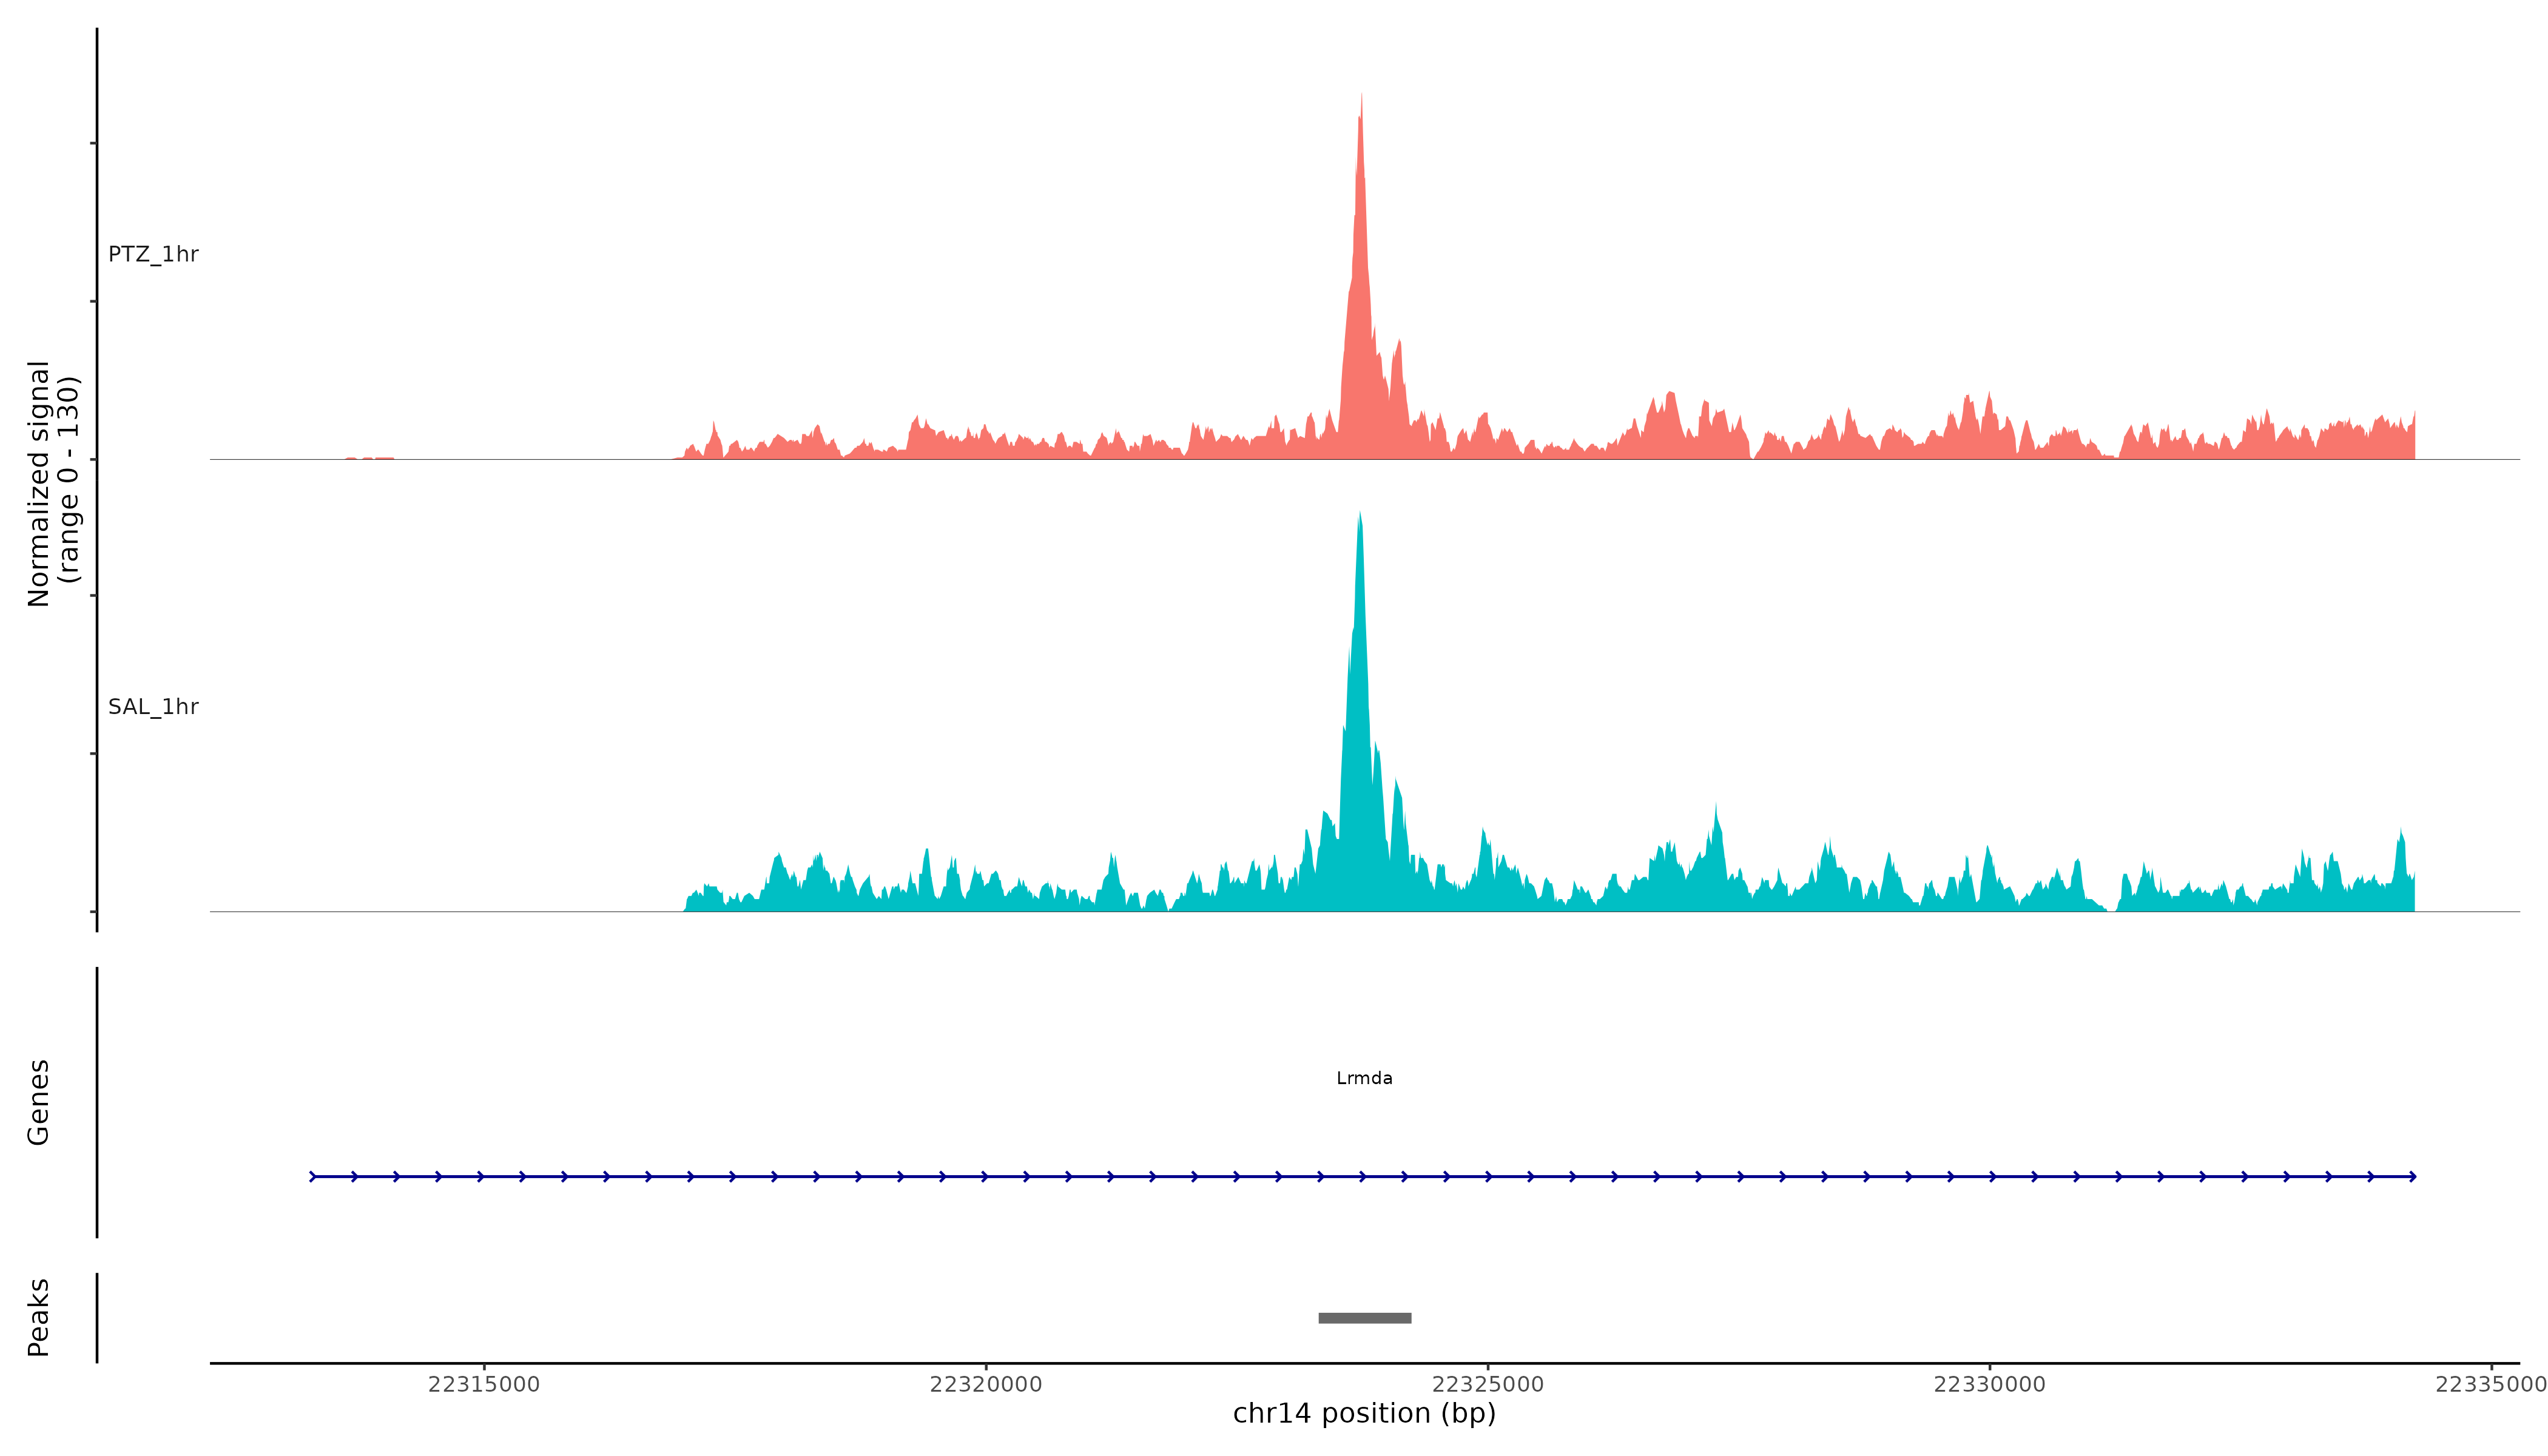 Normalized signal
(range 0 - 130)
PTZ_1hr
SAL_1hr
Genes
Lrmda
Peaks
22315000
22320000
22325000
22330000
22335000
chr14 position (bp)